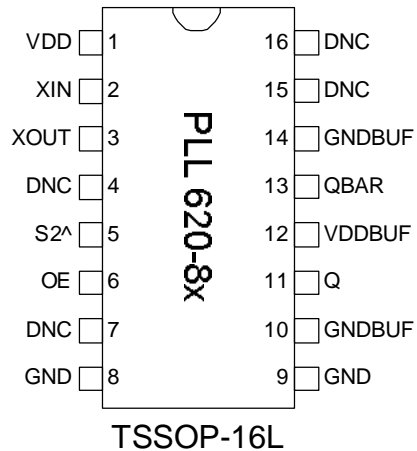 VDD 1 16 DNC
XIN 2 15 DNC
XOUT 3 14 GNDBUF
DNC 4 13 QBAR
S2^ 5 12 VDDBUF
OE 6 11 Q
DNC 7 10 GNDBUF
GND 8 9 GND
PLL 620-8x
TSSOP-16L